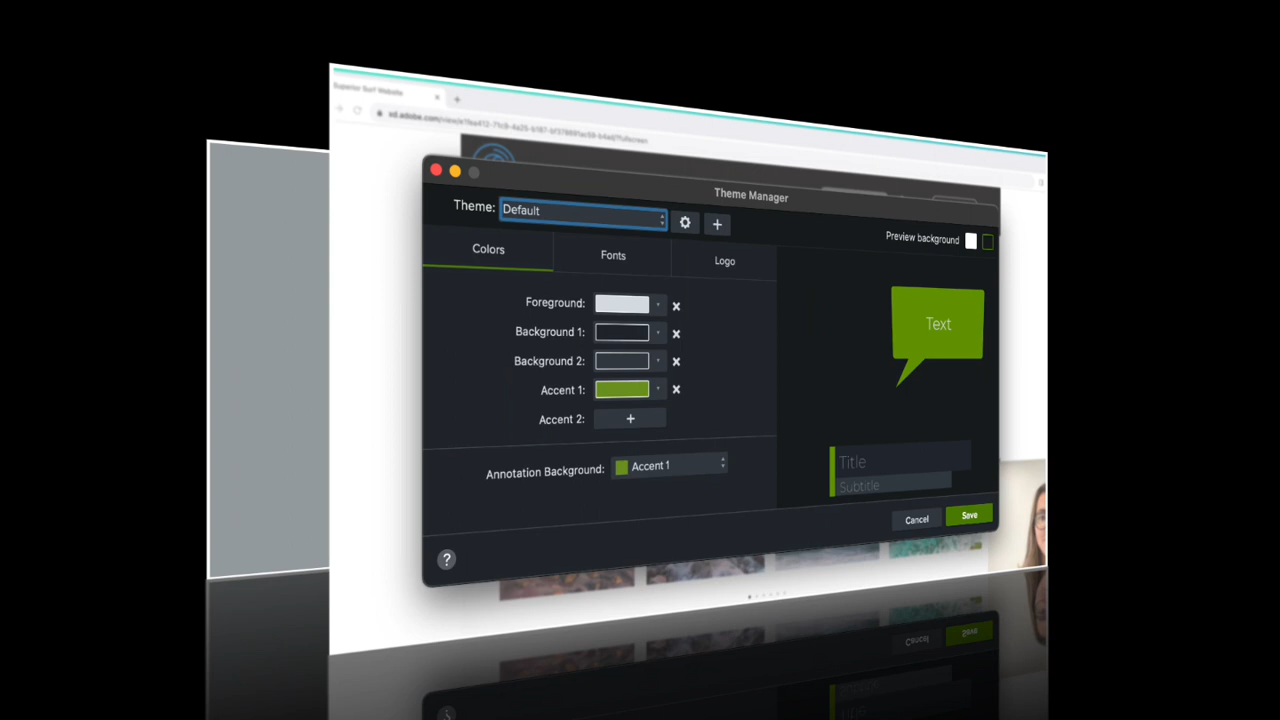 Superior Surf Website
Theme Manager
Theme: Default
Preview background
Colors
Fonts
Logo
Foreground:
Background 1:
Background 2:
Accent 1:
Accent 2:
Annotation Background: Accent 1
Text
Title
Subtitle
Cancel
Save
?